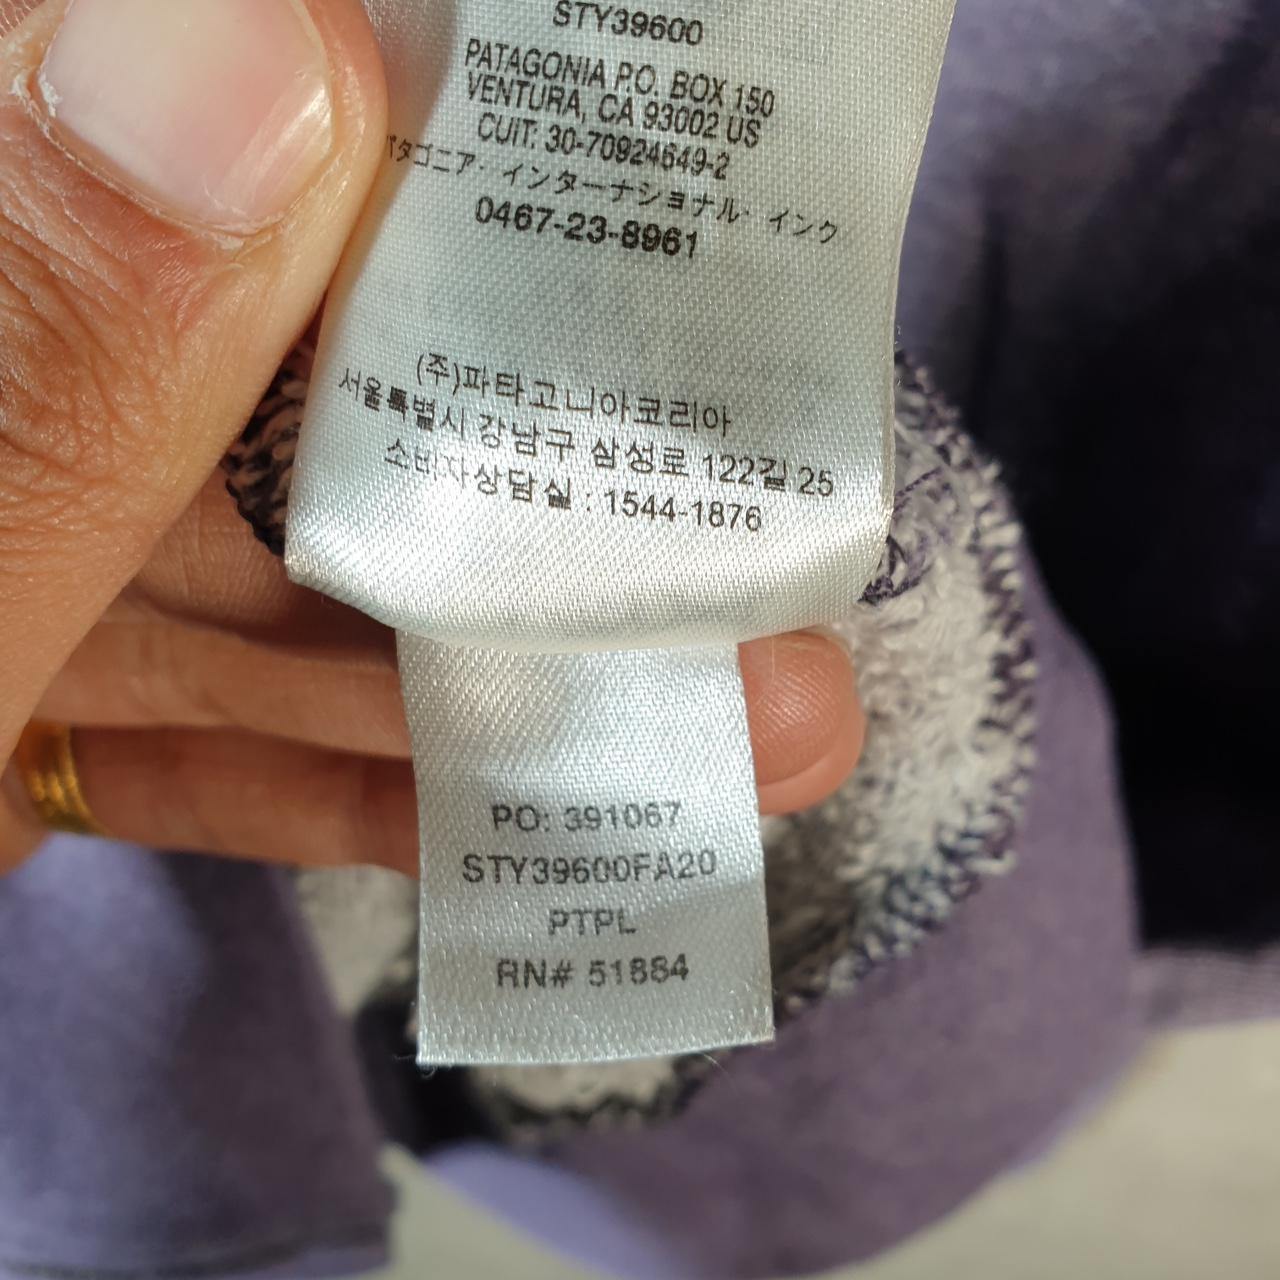 STY39600
PATAGONIA P.O. BOX 150
VENTURA, CA 93002 US
CUIT: 30-70924649-2
パタゴニア・インターナショナル・インク
0467-23-8961
(주)파타고니아코리아
서울특별시 강남구 삼성로 122길 25
소비자상담실 : 1544-1876
PO: 391067
STY39600FA20
PTPL
RN# 51884